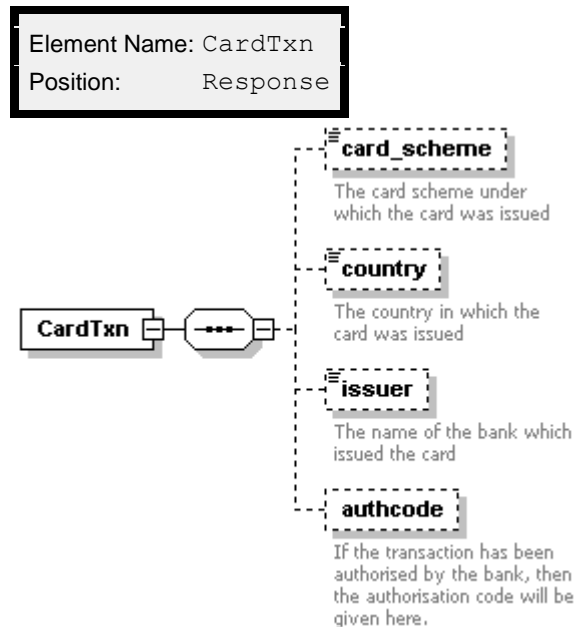 Element Name: CardTxn
Position: Response
card_scheme
The card scheme under
which the card was issued
country
The country in which the
card was issued
CardTxn
issuer
The name of the bank which
issued the card
authcode
If the transaction has been
authorised by the bank, then
the authorisation code will be
given here.